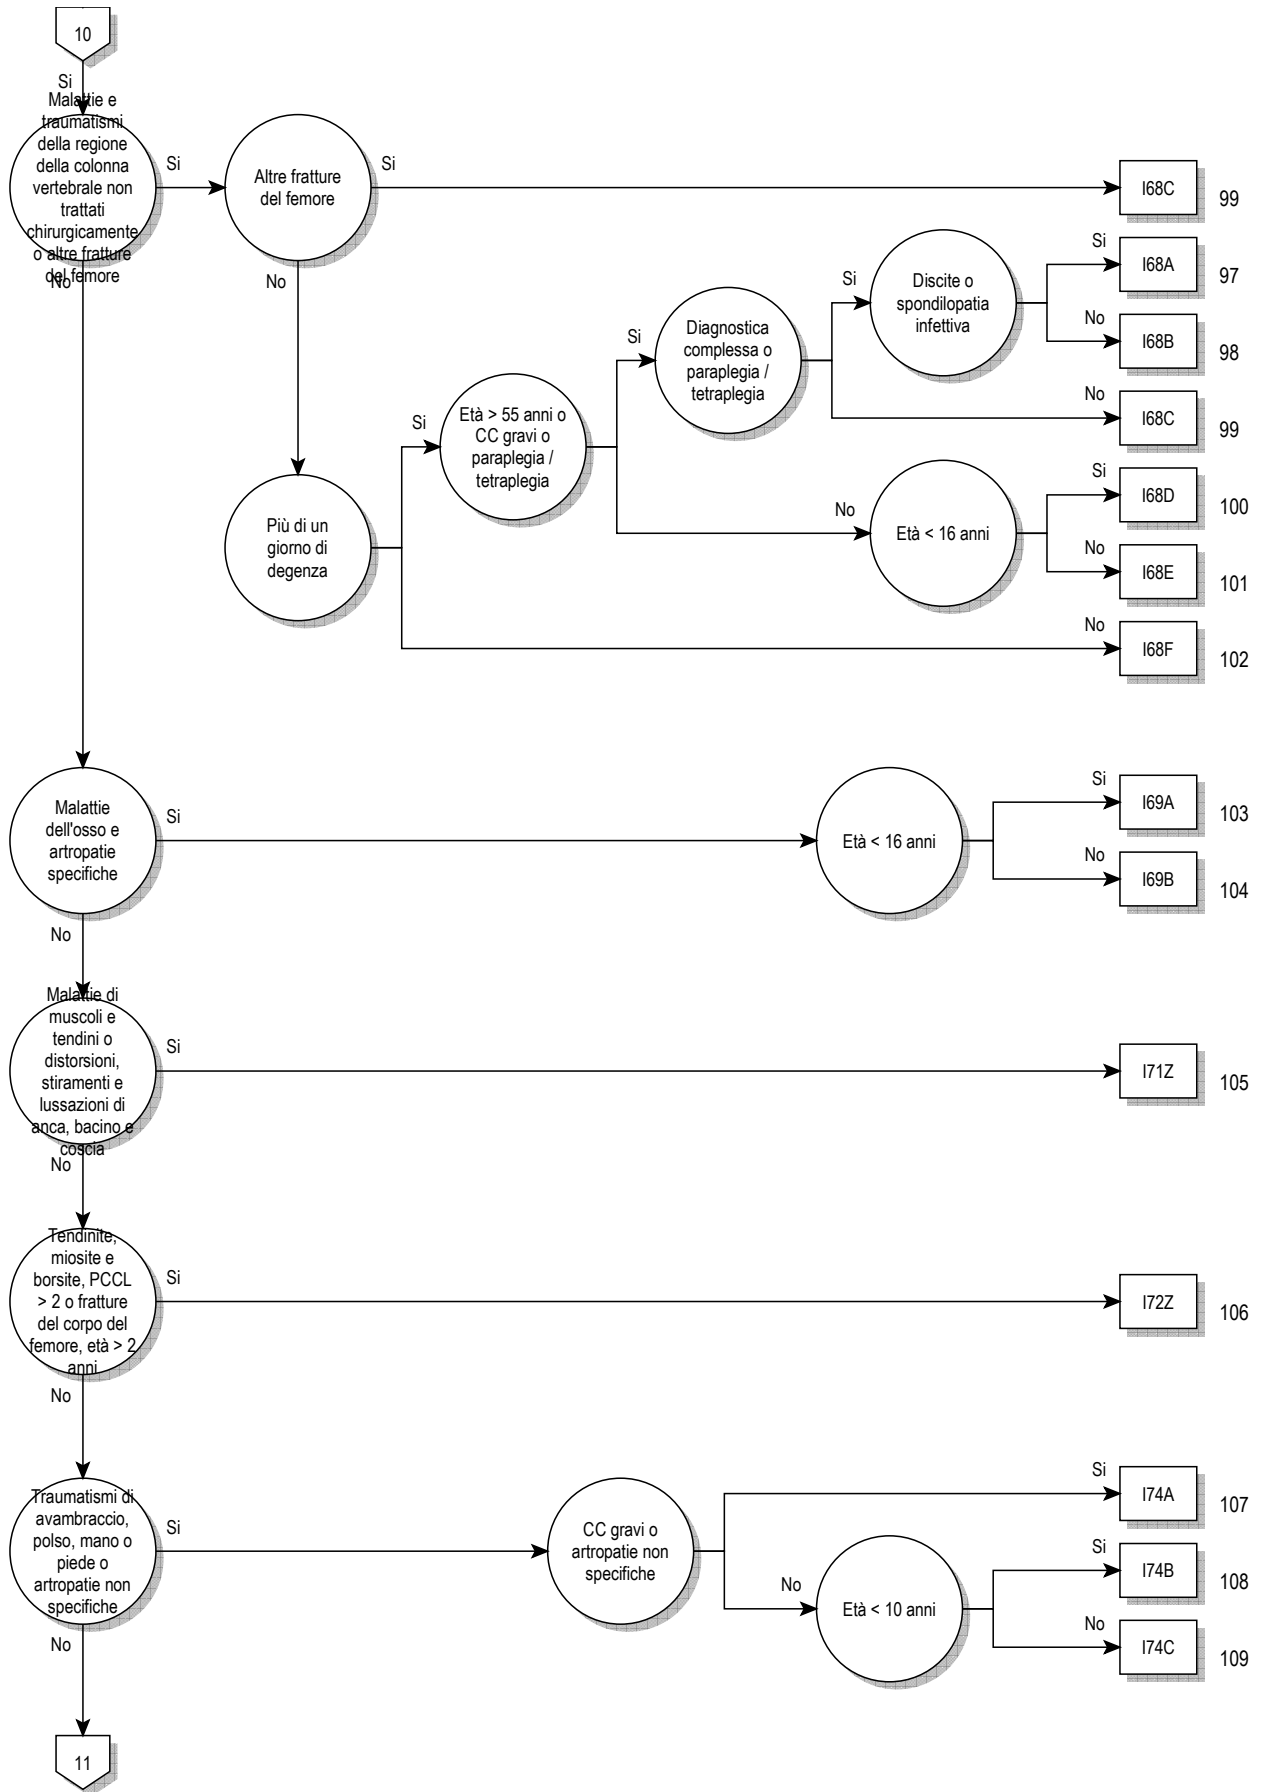 10
Si
Malattie e
traumatismi
della regione
della colonna
vertebrale non
trattati
chirurgicamente
o altre fratture
del femore
Si
No
Altre fratture
del femore
Si
No
I68C
99
Più di un
giorno di
degenza
Si
No
Età > 55 anni o
CC gravi o
paraplegia /
tetraplegia
Si
No
Diagnostica
complessa o
paraplegia /
tetraplegia
Si
No
Discite o
spondilopatia
infettiva
Si
I68A
97
No
I68B
98
I68C
99
Età < 16 anni
Si
I68D
100
No
I68E
101
I68F
102
Malattie
dell'osso e
artropatie
specifiche
Si
No
Età < 16 anni
Si
I69A
103
No
I69B
104
Malattie di
muscoli e
tendini o
distorsioni,
stiramenti e
lussazioni di
anca, bacino e
coscia
Si
No
I71Z
105
Tendinite,
miosite e
borsite, PCCL
> 2 o fratture
del corpo del
femore, età > 2
anni
Si
No
I72Z
106
Traumatismi di
avambraccio,
polso, mano o
piede o
artropatie non
specifiche
Si
No
CC gravi o
artropatie non
specifiche
Si
I74A
107
No
Età < 10 anni
Si
I74B
108
No
I74C
109
11